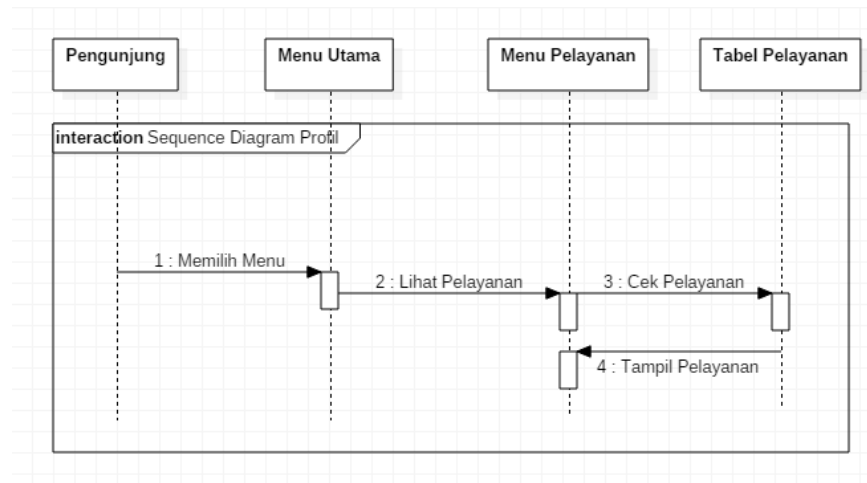 Pengunjung
Menu Utama
Menu Pelayanan
Tabel Pelayanan
interaction Sequence Diagram Profil
1 : Memilih Menu
2 : Lihat Pelayanan
3 : Cek Pelayanan
4 : Tampil Pelayanan